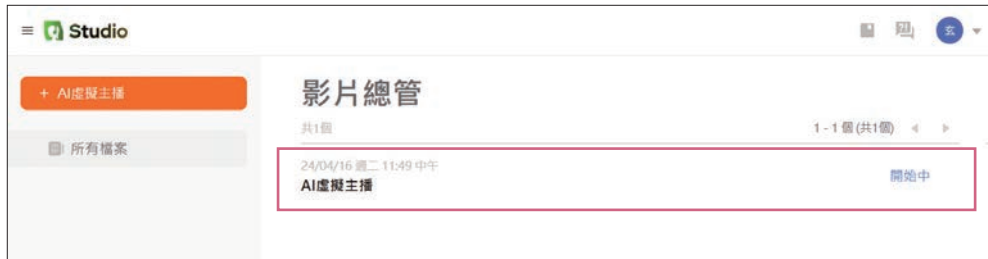 Studio
玄
+ AI虛擬主播
所有檔案
影片總管
共1個
1 - 1 個 (共1個)
24/04/16 週二 11:49 中午
AI虛擬主播
開始中